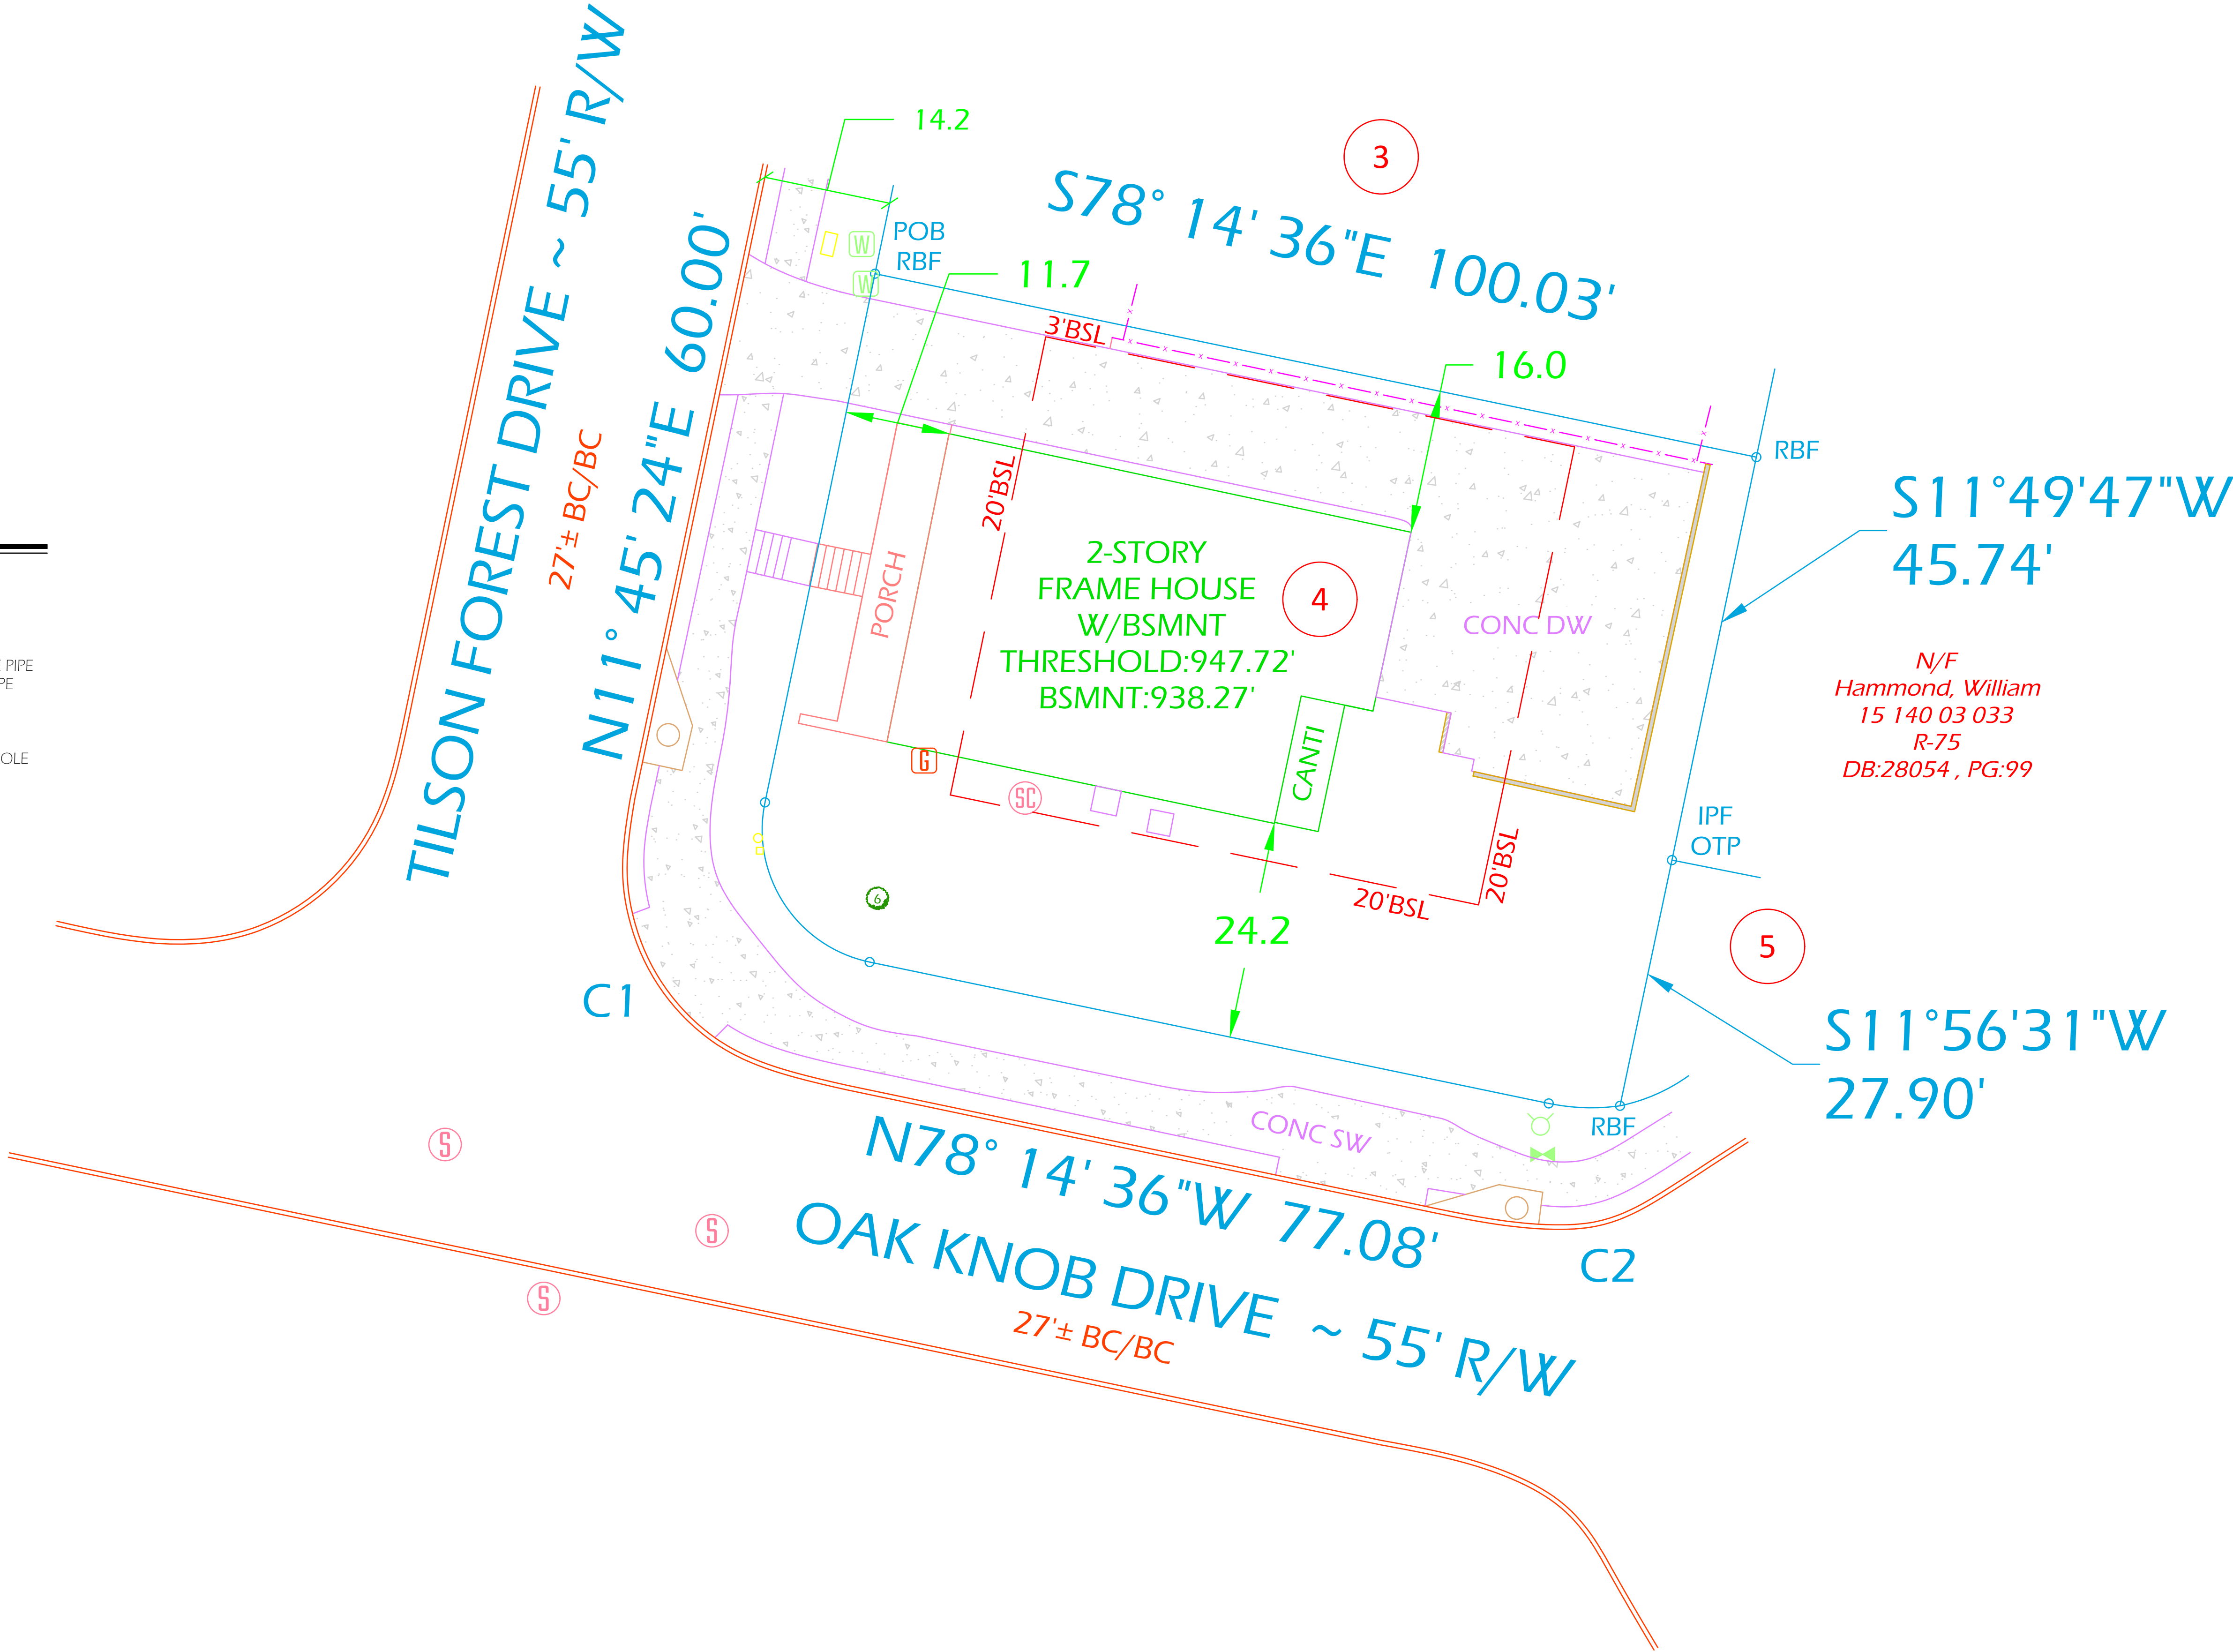 TILSON FOREST DRIVE ~ 55' R/W
27'± BC/BC
N11° 45' 24"E 60.00'
14.2
POB
RBF
11.7
S78° 14' 36"E 100.03'
3
3'BSL
16.0
RBF
S11°49'47"W
45.74'
20'BSL
2-STORY
FRAME HOUSE
W/BSMNT
THRESHOLD:947.72'
BSMNT:938.27'
4
PORCH
CONC DW
CANTI
N/F
Hammond, William
15 140 03 033
R-75
DB:28054 , PG:99
PIPE
PE
OLE
W
W
G
SC
6
20'BSL
20'BSL
IPF
OTP
24.2
5
S11°56'31"W
27.90'
C1
CONC SW
RBF
N78° 14' 36"W 77.08'
C2
OAK KNOB DRIVE ~ 55' R/W
27'± BC/BC
S
S
S